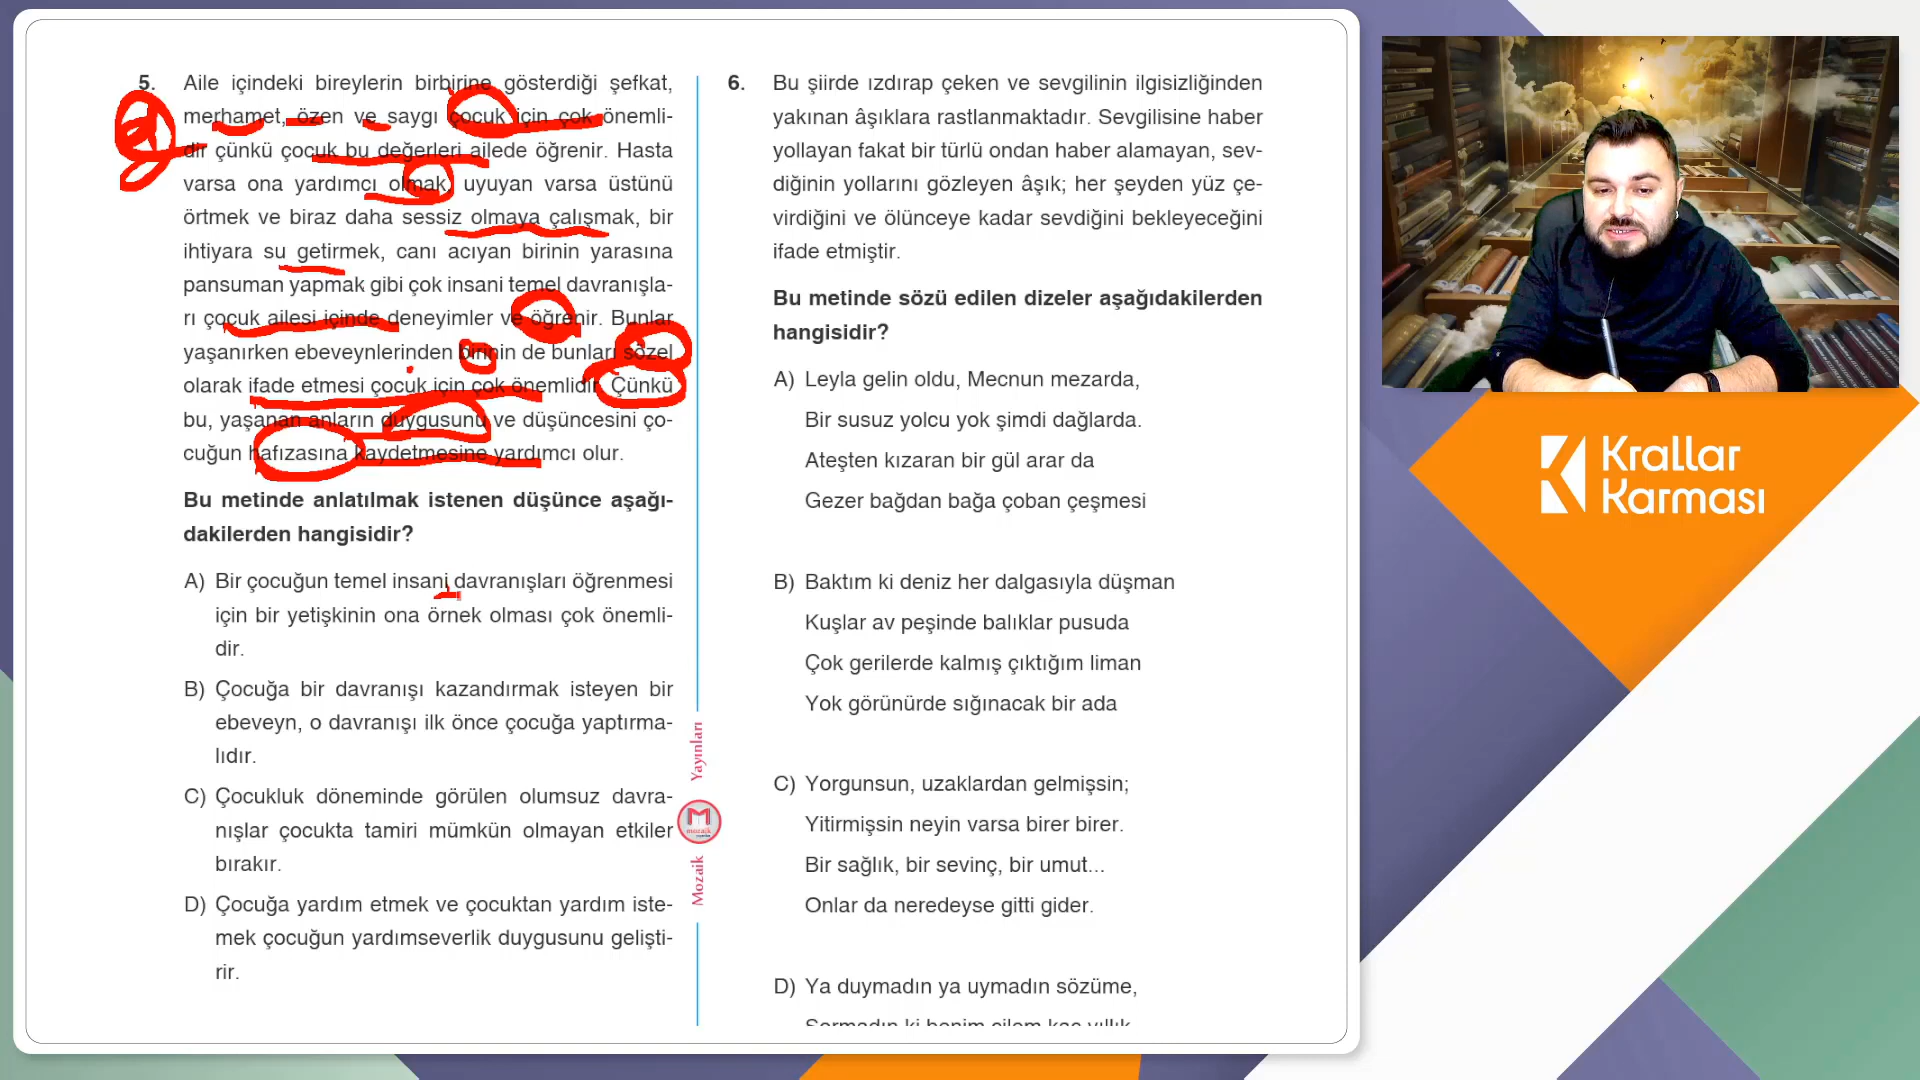 5. Aile içindeki bireylerin birbirine gösterdiği şefkat,
merhamet, özen ve saygı çocuk için çok önemli-
dir çünkü çocuk bu değerleri ailede öğrenir. Hasta
varsa ona yardımcı olmak, uyuyan varsa üstünü
örtmek ve biraz daha sessiz olmaya çalışmak, bir
ihtiyara su getirmek, canı acıyan birinin yarasına
pansuman yapmak gibi çok insani temel davranışla-
rı çocuk ailesi içinde deneyimler ve öğrenir. Bunlar
yaşanırken ebeveynlerinden birinin de bunları sözel
olarak ifade etmesi çocuk için çok önemlidir. Çünkü
bu, yaşanan anların duygusunu ve düşüncesini ço-
cuğun hafızasına kaydetmesine yardımcı olur.
Bu metinde anlatılmak istenen düşünce aşağı-
dakilerden hangisidir?
A) Bir çocuğun temel insani davranışları öğrenmesi
için bir yetişkinin ona örnek olması çok önemli-
dir.
B) Çocuğa bir davranışı kazandırmak isteyen bir
ebeveyn, o davranışı ilk önce çocuğa yaptırma-
lıdır.
C) Çocukluk döneminde görülen olumsuz davra-
nışlar çocukta tamiri mümkün olmayan etkiler
bırakır.
D) Çocuğa yardım etmek ve çocuktan yardım iste-
mek çocuğun yardımseverlik duygusunu gelişti-
rir.
Mozaik Yayınları
M
mozaik
6. Bu şiirde ızdırap çeken ve sevgilinin ilgisizliğinden
yakınan âşıklara rastlanmaktadır. Sevgilisine haber
yollayan fakat bir türlü ondan haber alamayan, sev-
diğinin yollarını gözleyen âşık; her şeyden yüz çe-
virdiğini ve ölünceye kadar sevdiğini bekleyeceğini
ifade etmiştir.
Bu metinde sözü edilen dizeler aşağıdakilerden
hangisidir?
A) Leyla gelin oldu, Mecnun mezarda,
Bir susuz yolcu yok şimdi dağlarda.
Ateşten kızaran bir gül arar da
Gezer bağdan bağa çoban çeşmesi
B) Baktım ki deniz her dalgasıyla düşman
Kuşlar av peşinde balıklar pusuda
Çok gerilerde kalmış çıktığım liman
Yok görünürde sığınacak bir ada
C) Yorgunsun, uzaklardan gelmişsin;
Yitirmişsin neyin varsa birer birer.
Bir sağlık, bir sevinç, bir umut...
Onlar da neredeyse gitti gider.
D) Ya duymadın ya uymadın sözüme,
Sormadın ki benim çilem kaç yıllık
Krallar
Karması